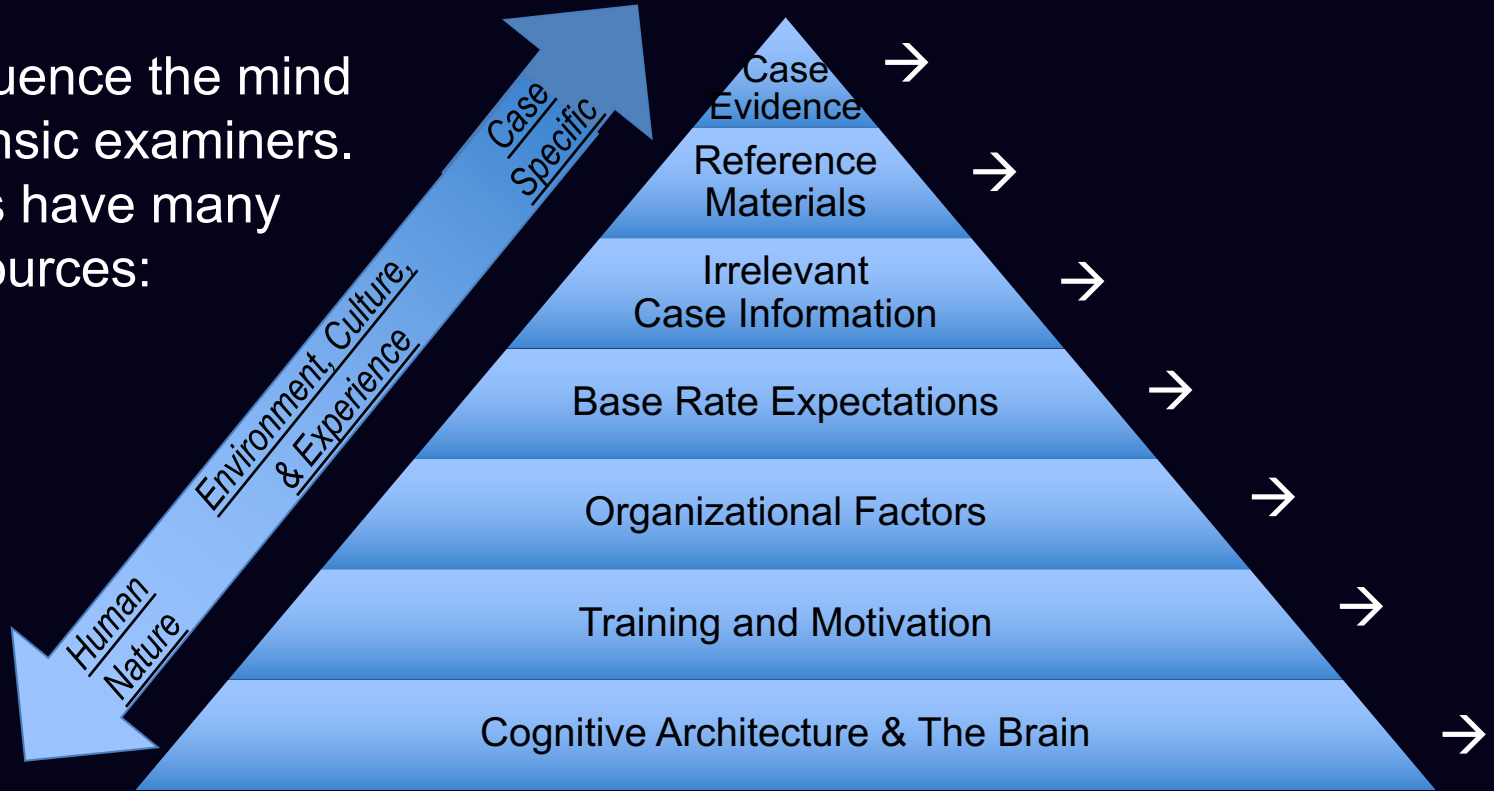 uence the mind
nsic examiners.
s have many
ources:
Case
Specific
Environment, Culture,
& Experience
Human
Nature
Case
Evidence
Reference
Materials
Irrelevant
Case Information
Base Rate Expectations
Organizational Factors
Training and Motivation
Cognitive Architecture & The Brain
→
→
→
→
→
→
→